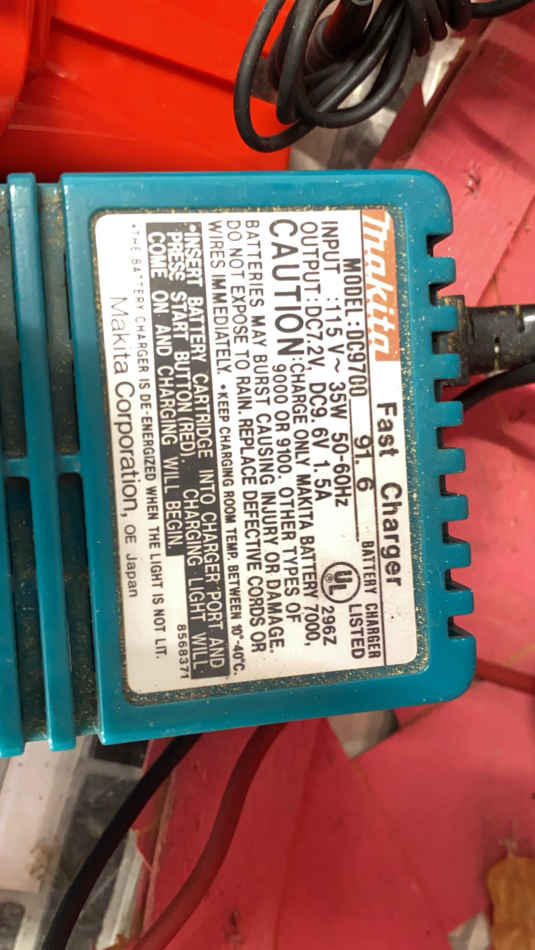 makita Fast Charger
MODEL:DC9700 91. 6 BATTERY CHARGER
INPUT :115 V～ 35W 50-60Hz UL LISTED
OUTPUT:DC7.2V, DC9.6V 1.5A 296Z
CAUTION:CHARGE ONLY MAKITA BATTERY 7000,
9000 OR 9100. OTHER TYPES OF
BATTERIES MAY BURST CAUSING INJURY OR DAMAGE.
DO NOT EXPOSE TO RAIN. REPLACE DEFECTIVE CORDS OR
WIRES IMMEDIATELY. •KEEP CHARGING ROOM TEMP. BETWEEN 10°-40°C.
•INSERT BATTERY CARTRIDGE INTO CHARGER PORT AND
PRESS START BUTTON (RED). CHARGING LIGHT WILL
COME ON AND CHARGING WILL BEGIN. 8568371
•THE BATTERY CHARGER IS DE-ENERGIZED WHEN THE LIGHT IS NOT LIT.
Makita Corporation, OE Japan